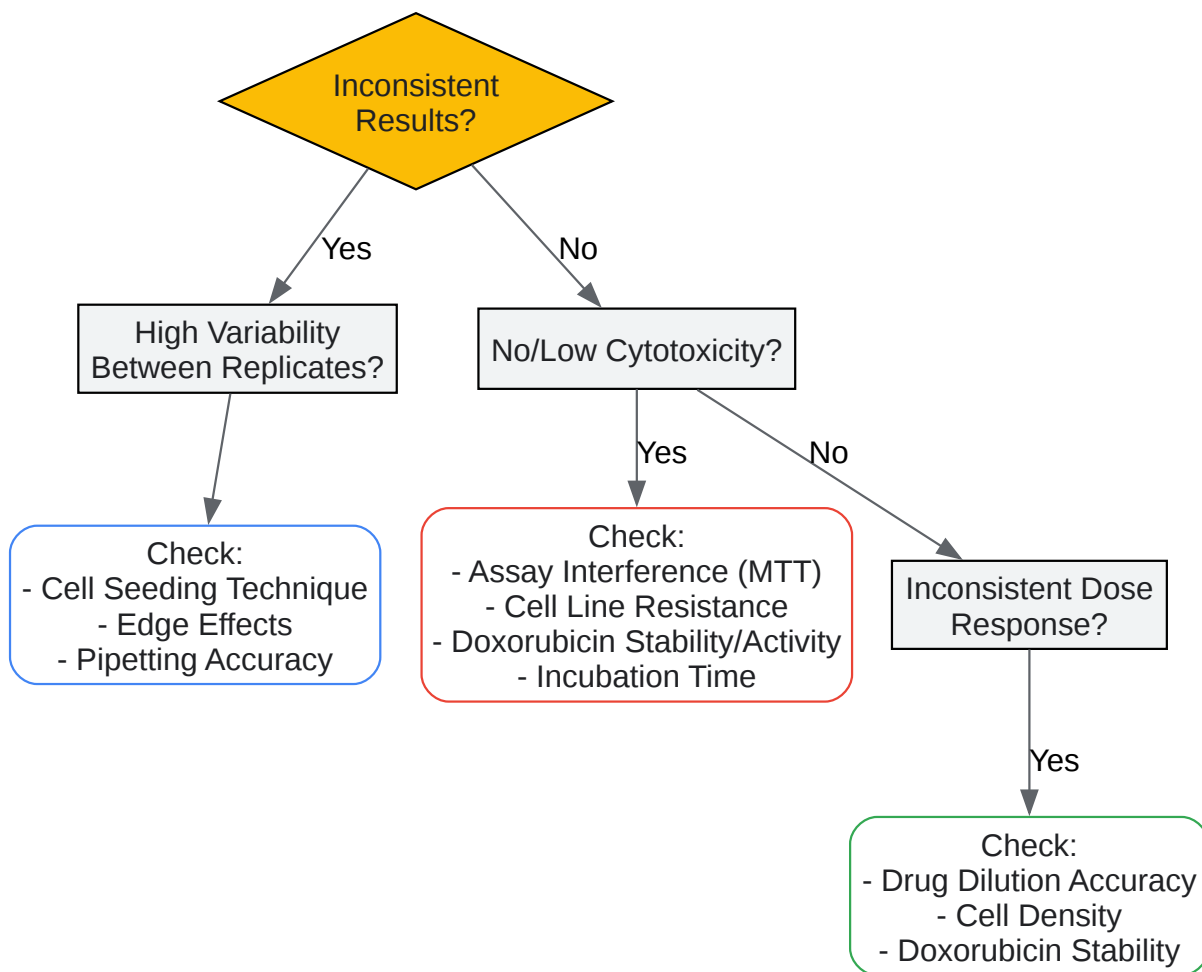 Inconsistent
Results?
Yes
No
High Variability
Between Replicates?
No/Low Cytotoxicity?
Yes
No
Check:
- Cell Seeding Technique
- Edge Effects
- Pipetting Accuracy
Check:
- Assay Interference (MTT)
- Cell Line Resistance
- Doxorubicin Stability/Activity
- Incubation Time
Inconsistent Dose
Response?
Yes
Check:
- Drug Dilution Accuracy
- Cell Density
- Doxorubicin Stability